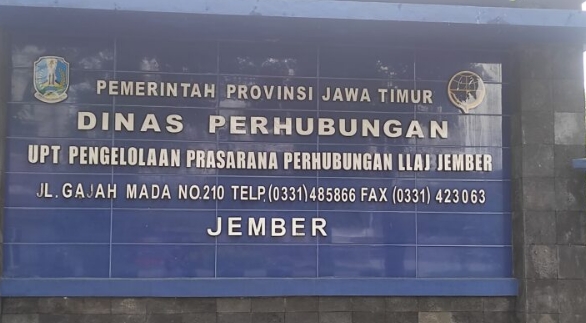 PEMERINTAH PROVINSI JAWA TIMUR
DINAS PERHUBUNGAN
UPT PENGELOLAAN PRASARANA PERHUBUNGAN LLAJ JEMBER
JL. GAJAH MADA NO.210 TELP.(0331)485866 FAX (0331) 423063
JEMBER